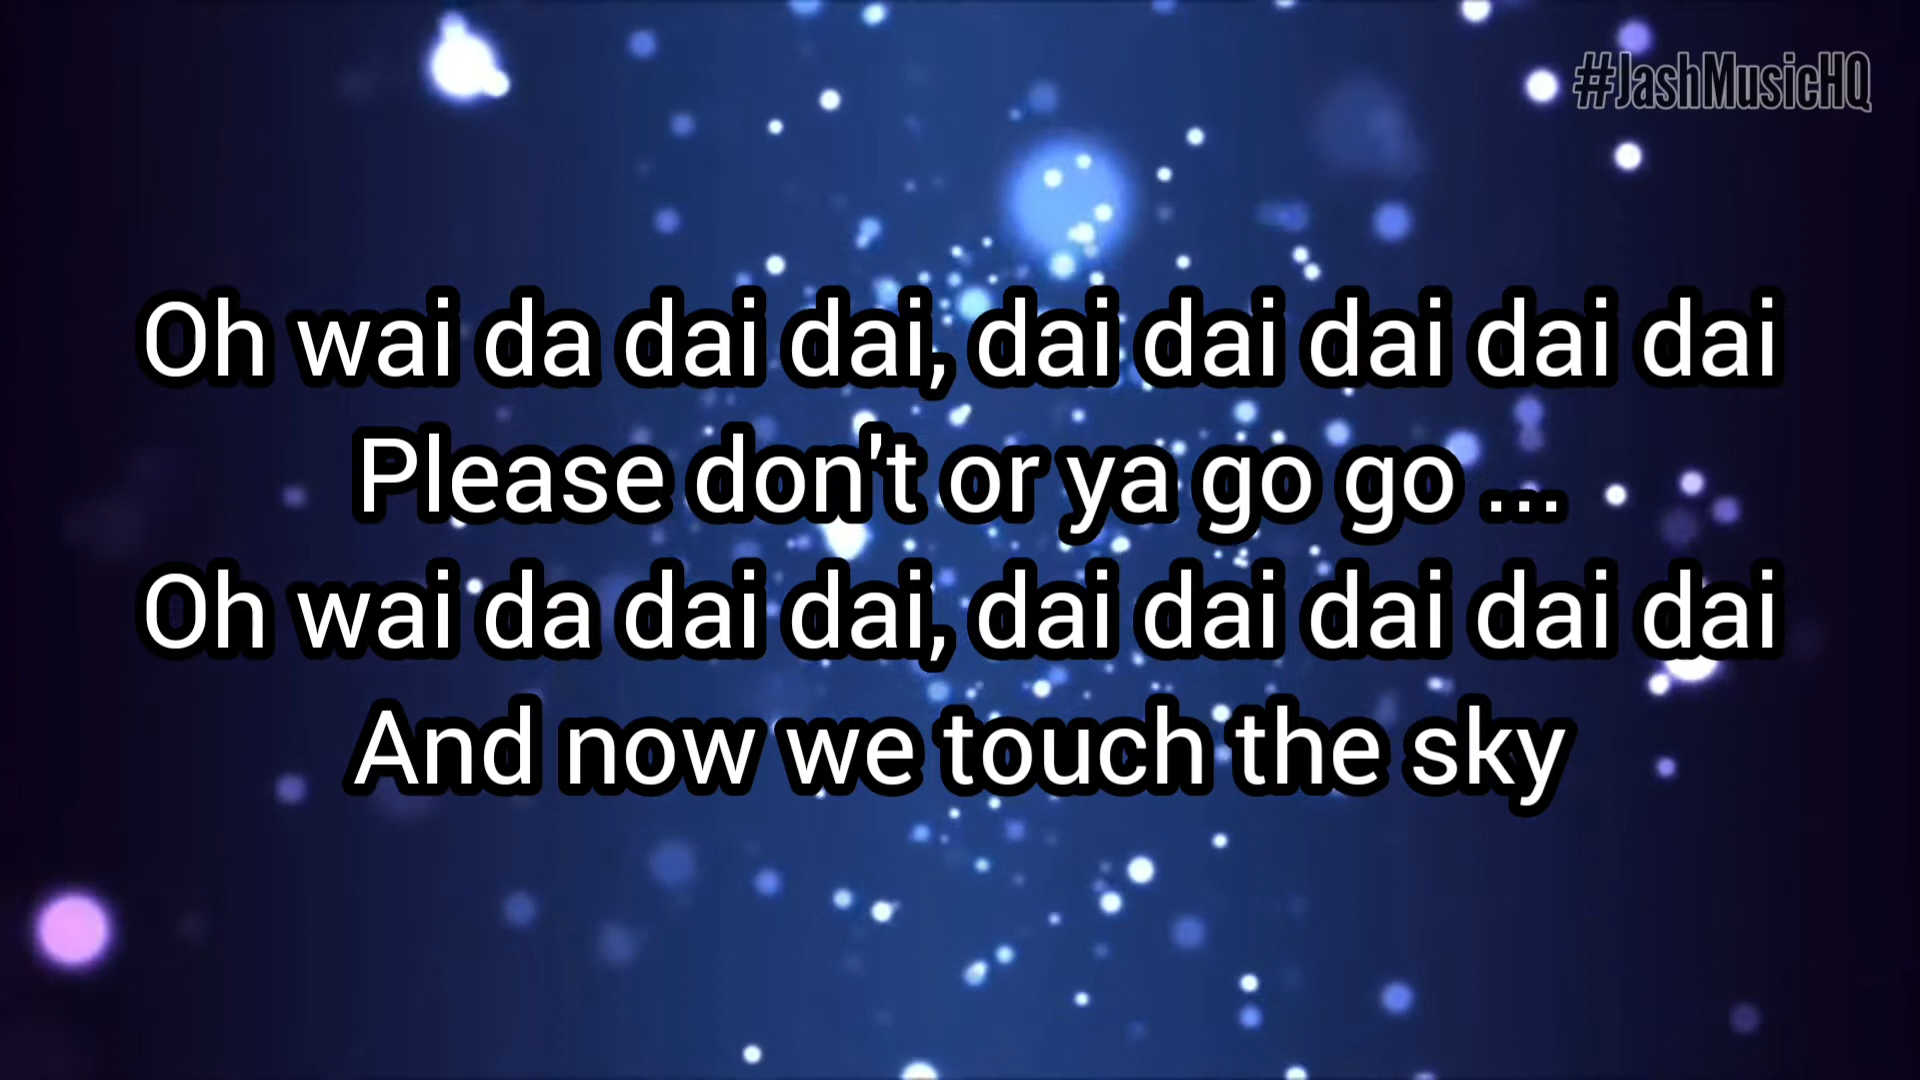 #JashMusicHQ
Oh wai da dai dai, dai dai dai dai dai
Please don't or ya go go ...
Oh wai da dai dai, dai dai dai dai dai
And now we touch the sky